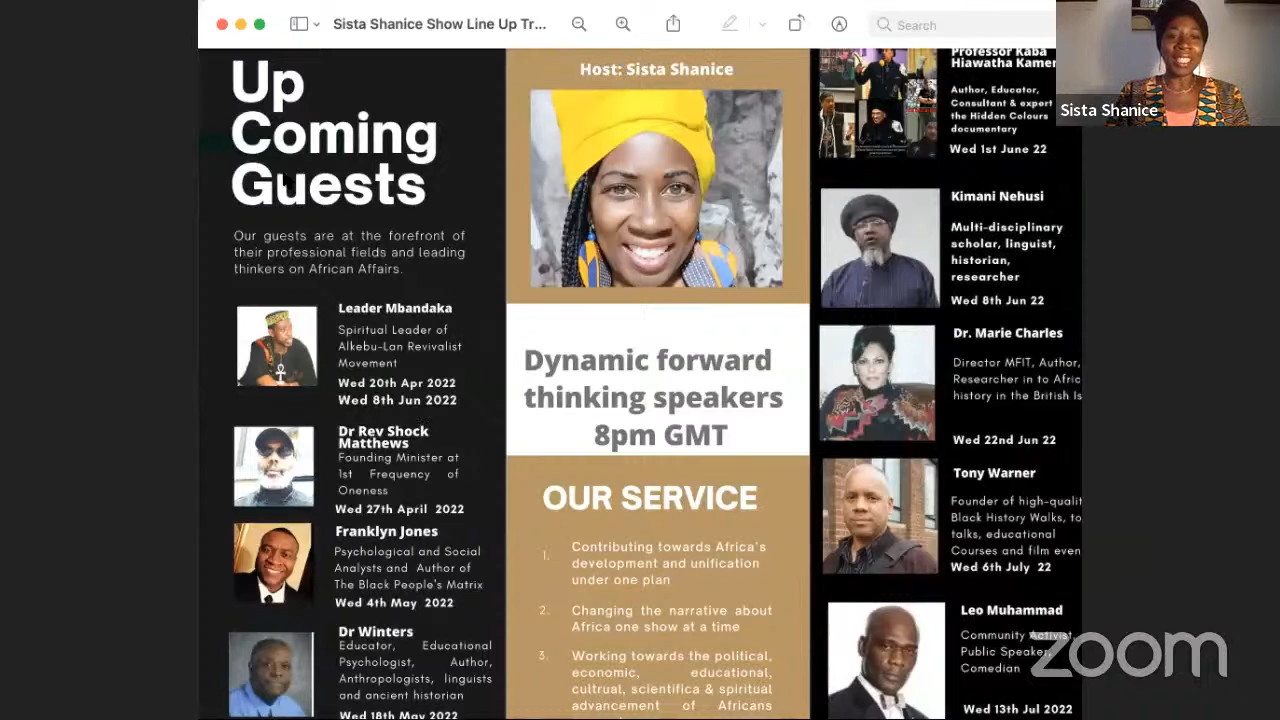 Sista Shanice Show Line Up Tr...
Search
Sista Shanice
Up
Coming
Guests
Our guests are at the forefront of
their professional fields and leading
thinkers on African Affairs.
Leader Mbandaka
Spiritual Leader of
Alkebu-Lan Revivalist
Movement
Wed 20th Apr 2022
Wed 8th Jun 2022
Dr Rev Shock
Matthews
Founding Minister at
1st Frequency of
Oneness
Wed 27th April 2022
Franklyn Jones
Psychological and Social
Analysts and Author of
The Black People's Matrix
Wed 4th May 2022
Dr Winters
Educator, Educational
Psychologist, Author,
Anthropologists, linguists
and ancient historian
Wed 18th May 2022
Host: Sista Shanice
Dynamic forward
thinking speakers
8pm GMT
OUR SERVICE
1. Contributing towards Africa's
development and unification
under one plan
2. Changing the narrative about
Africa one show at a time
3. Working towards the political,
economic, educational,
cultrual, scientifica & spiritual
advancement of Africans
Professor Kaba
Hiawatha Kamer
Author, Educator,
Consultant & expert
the Hidden Colours
documentary
Wed 1st June 22
Kimani Nehusi
Multi-disciplinary
scholar, linguist,
historian,
researcher
Wed 8th Jun 22
Dr. Marie Charles
Director MFIT, Author,
Researcher in to Afric
history in the British Is
Wed 22nd Jun 22
Tony Warner
Founder of high-qualit
Black History Walks, to
talks, educational
Courses and film even
Wed 6th July 22
Leo Muhammad
Community Activist,
Public Speaker,
Comedian
Wed 13th Jul 2022
zoom